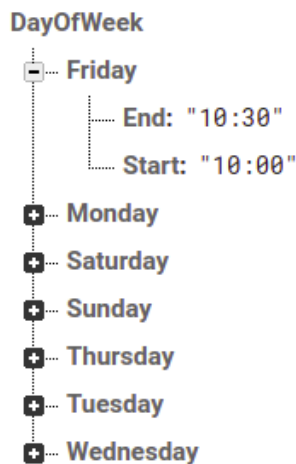 DayOfWeek
Friday
End: "10:30"
Start: "10:00"
Monday
Saturday
Sunday
Thursday
Tuesday
Wednesday